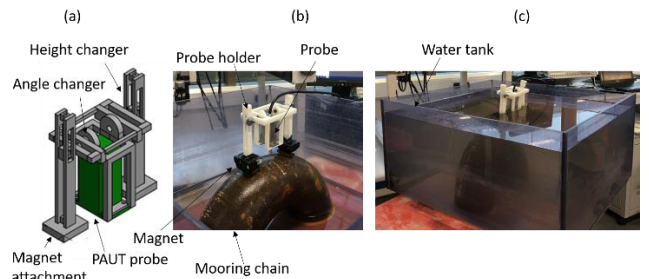 (a)
(b)
(c)
Height changer
Angle changer
Magnet
attachment
PAUT probe
Probe holder
Probe
Magnet
Mooring chain
Water tank